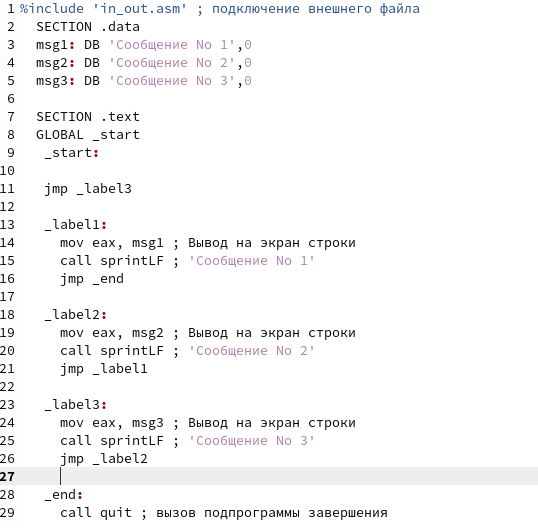 1 %include 'in_out.asm' ; подключение внешнего файла
2 SECTION .data
3 msg1: DB 'Сообщение No 1',0
4 msg2: DB 'Сообщение No 2',0
5 msg3: DB 'Сообщение No 3',0
6
7 SECTION .text
8 GLOBAL _start
9 _start:
10
11 jmp _label3
12
13 _label1:
14 mov eax, msg1 ; Вывод на экран строки
15 call sprintLF ; 'Сообщение No 1'
16 jmp _end
17
18 _label2:
19 mov eax, msg2 ; Вывод на экран строки
20 call sprintLF ; 'Сообщение No 2'
21 jmp _label1
22
23 _label3:
24 mov eax, msg3 ; Вывод на экран строки
25 call sprintLF ; 'Сообщение No 3'
26 jmp _label2
27
28 _end:
29 call quit ; вызов подпрограммы завершения